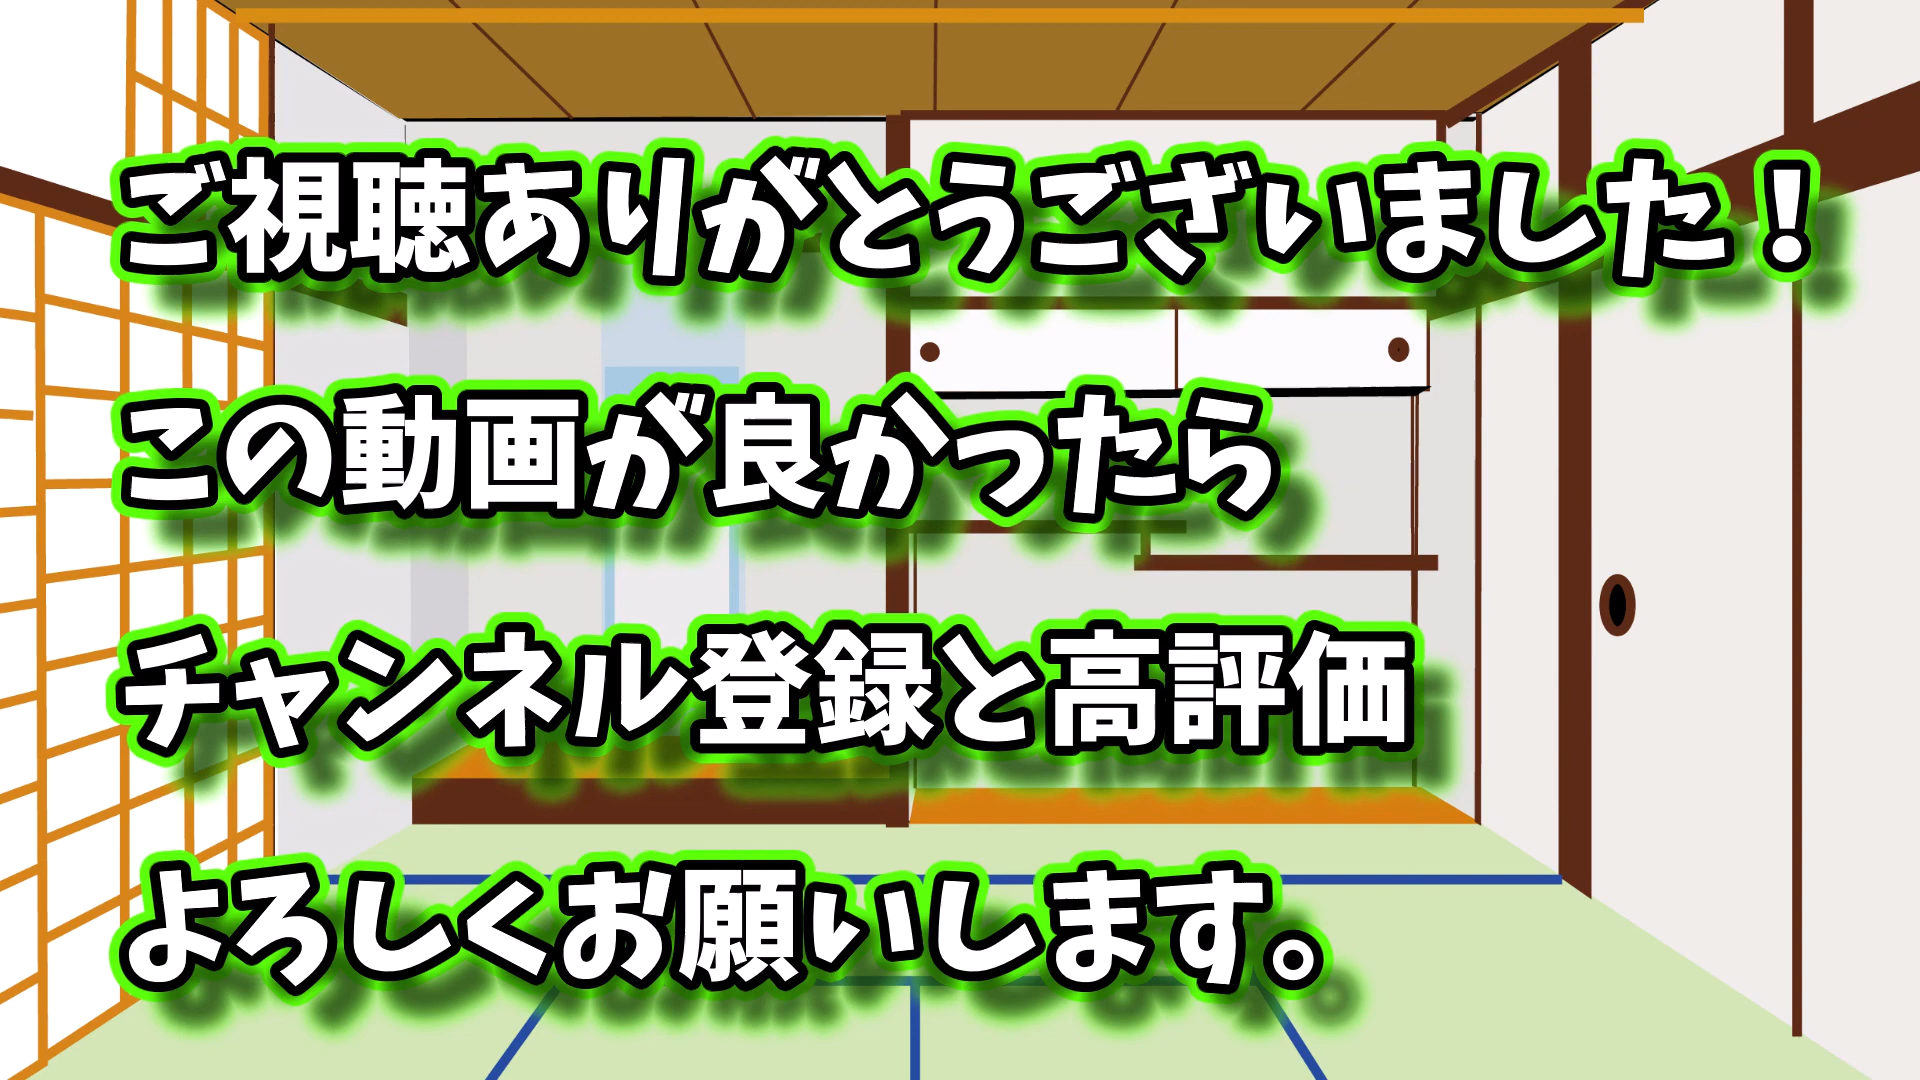 ご視聴ありがとうございました！
この動画が良かったら
チャンネル登録と高評価
よろしくお願いします。